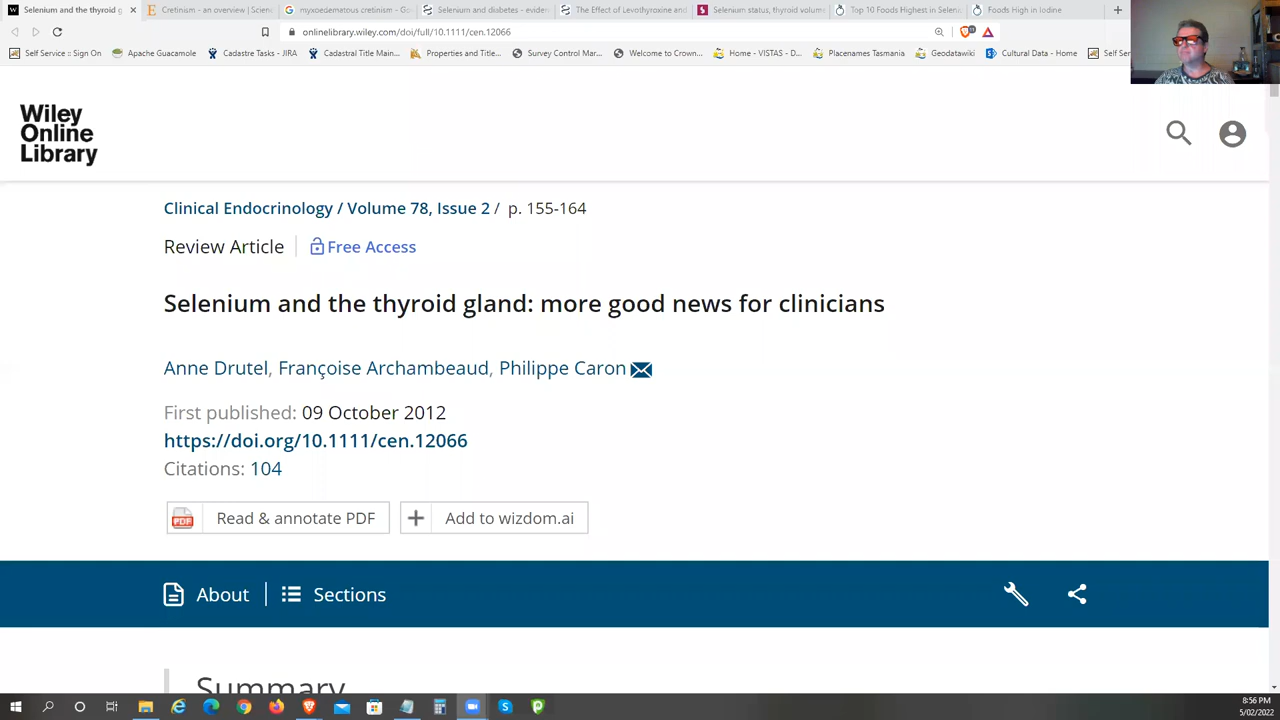 Selenium and the thyroid g
Cretinism - an overview | Scien
myxoedematous cretinism - Go
Selenium and diabetes - eviden
The Effect of Levothyroxine and
Selenium status, thyroid volume
Top 10 Foods Highest in Seleni
Foods High in Iodine
onlinelibrary.wiley.com/doi/full/10.1111/cen.12066
Self Service :: Sign On
Apache Guacamole
Cadastre Tasks - JIRA
Cadastral Title Main...
Properties and Title...
Survey Control Mar...
Welcome to Crown...
Home - VISTAS - D...
Placenames Tasmania
Geodatawiki
Cultural Data - Home
Self Ser
Wiley
Online
Library
Clinical Endocrinology / Volume 78, Issue 2 / p. 155-164
Review Article Free Access
Selenium and the thyroid gland: more good news for clinicians
Anne Drutel, Françoise Archambeaud, Philippe Caron
First published: 09 October 2012
https://doi.org/10.1111/cen.12066
Citations: 104
PDF Read & annotate PDF
Add to wizdom.ai
About
Sections
Summary
8:56 PM
5/02/2022